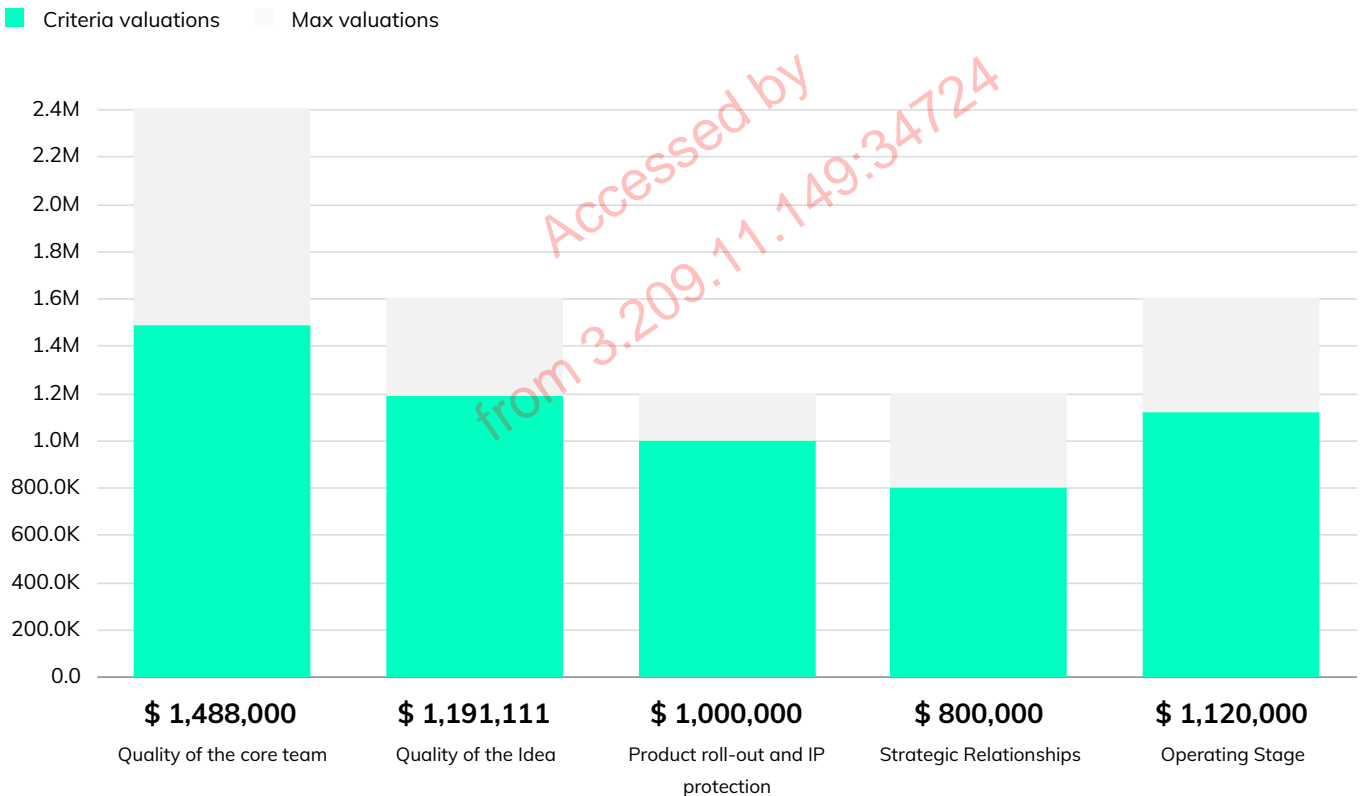 Criteria valuations Max valuations
Accessed by
from 3.209.11.149:34724
2.4M
2.2M
2.0M
1.8M
1.6M
1.4M
1.2M
1.0M
800.0K
600.0K
400.0K
200.0K
0.0
$ 1,488,000 $ 1,191,111 $ 1,000,000 $ 800,000 $ 1,120,000
Quality of the core team Quality of the Idea Product roll-out and IP Strategic Relationships Operating Stage
protection